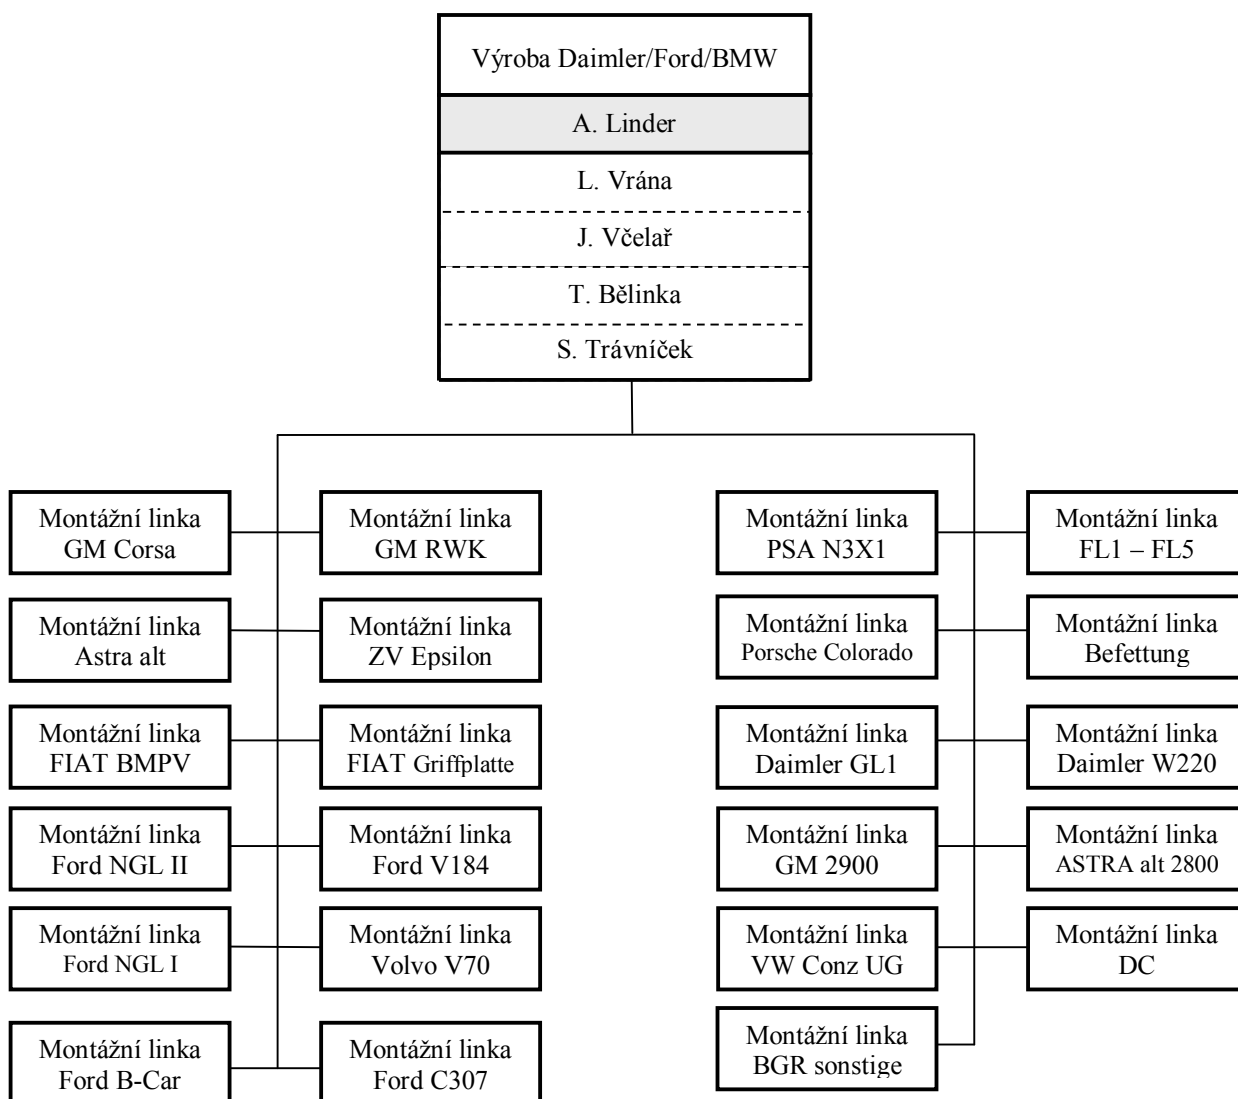 Výroba Daimler/Ford/BMW
A. Linder
L. Vrána
J. Včelař
T. Bělinka
S. Trávníček
Montážní linka
GM Corsa
Montážní linka
GM RWK
Montážní linka
PSA N3X1
Montážní linka
FL1 – FL5
Montážní linka
Astra alt
Montážní linka
ZV Epsilon
Montážní linka
Porsche Colorado
Montážní linka
Befettung
Montážní linka
FIAT BMPV
Montážní linka
FIAT Griffplatte
Montážní linka
Daimler GL1
Montážní linka
Daimler W220
Montážní linka
Ford NGL II
Montážní linka
Ford V184
Montážní linka
GM 2900
Montážní linka
ASTRA alt 2800
Montážní linka
Ford NGL I
Montážní linka
Volvo V70
Montážní linka
VW Conz UG
Montážní linka
DC
Montážní linka
Ford B-Car
Montážní linka
Ford C307
Montážní linka
BGR sonstige